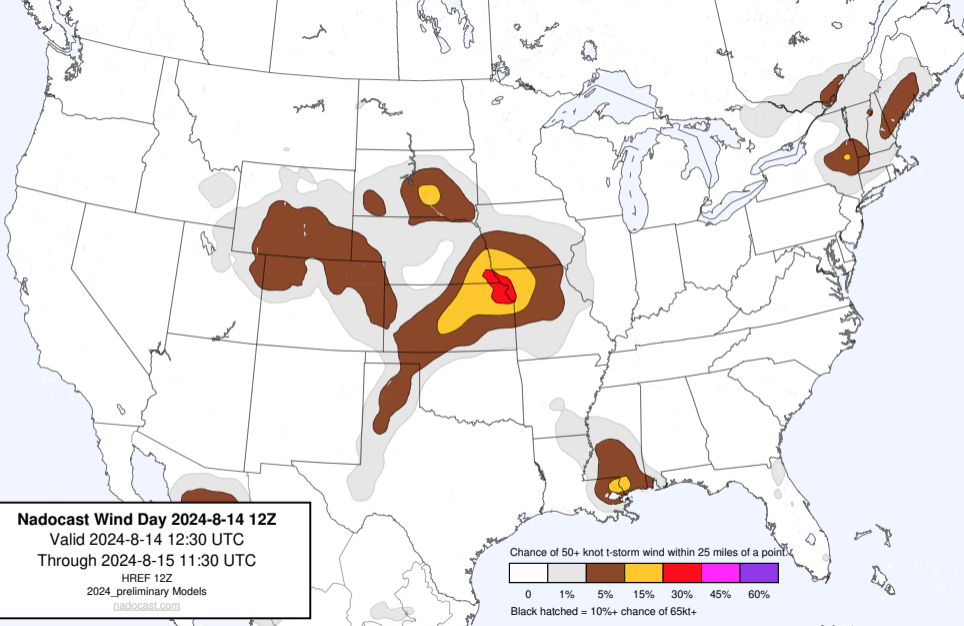 Nadocast Wind Day 2024-8-14 12Z
Valid 2024-8-14 12:30 UTC
Through 2024-8-15 11:30 UTC
HREF 12Z
2024_preliminary Models
nadocast.com
Chance of 50+ knot t-storm wind within 25 miles of a point.
0 1% 5% 15% 30% 45% 60%
Black hatched = 10%+ chance of 65kt+